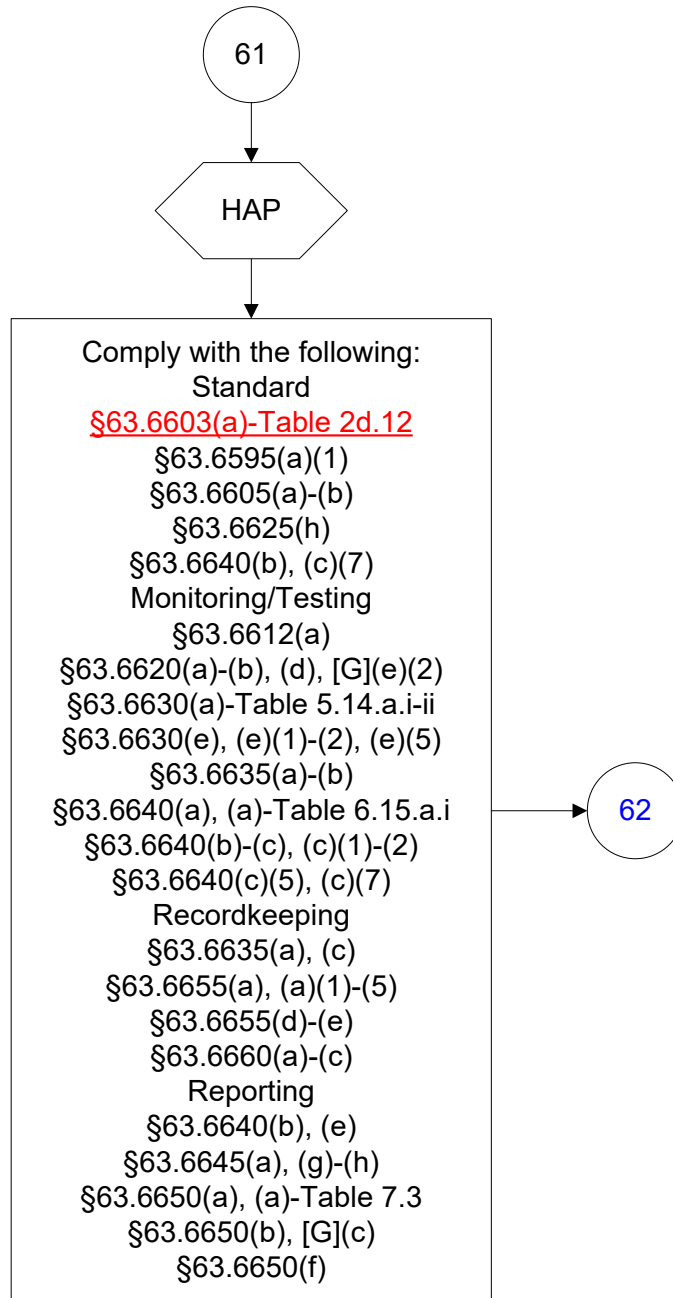 61
HAP
Comply with the following:
Standard
§63.6603(a)-Table 2d.12
§63.6595(a)(1)
§63.6605(a)-(b)
§63.6625(h)
§63.6640(b), (c)(7)
Monitoring/Testing
§63.6612(a)
§63.6620(a)-(b), (d), [G](e)(2)
§63.6630(a)-Table 5.14.a.i-ii
§63.6630(e), (e)(1)-(2), (e)(5)
§63.6635(a)-(b)
§63.6640(a), (a)-Table 6.15.a.i
§63.6640(b)-(c), (c)(1)-(2)
§63.6640(c)(5), (c)(7)
Recordkeeping
§63.6635(a), (c)
§63.6655(a), (a)(1)-(5)
§63.6655(d)-(e)
§63.6660(a)-(c)
Reporting
§63.6640(b), (e)
§63.6645(a), (g)-(h)
§63.6650(a), (a)-Table 7.3
§63.6650(b), [G](c)
§63.6650(f)
62